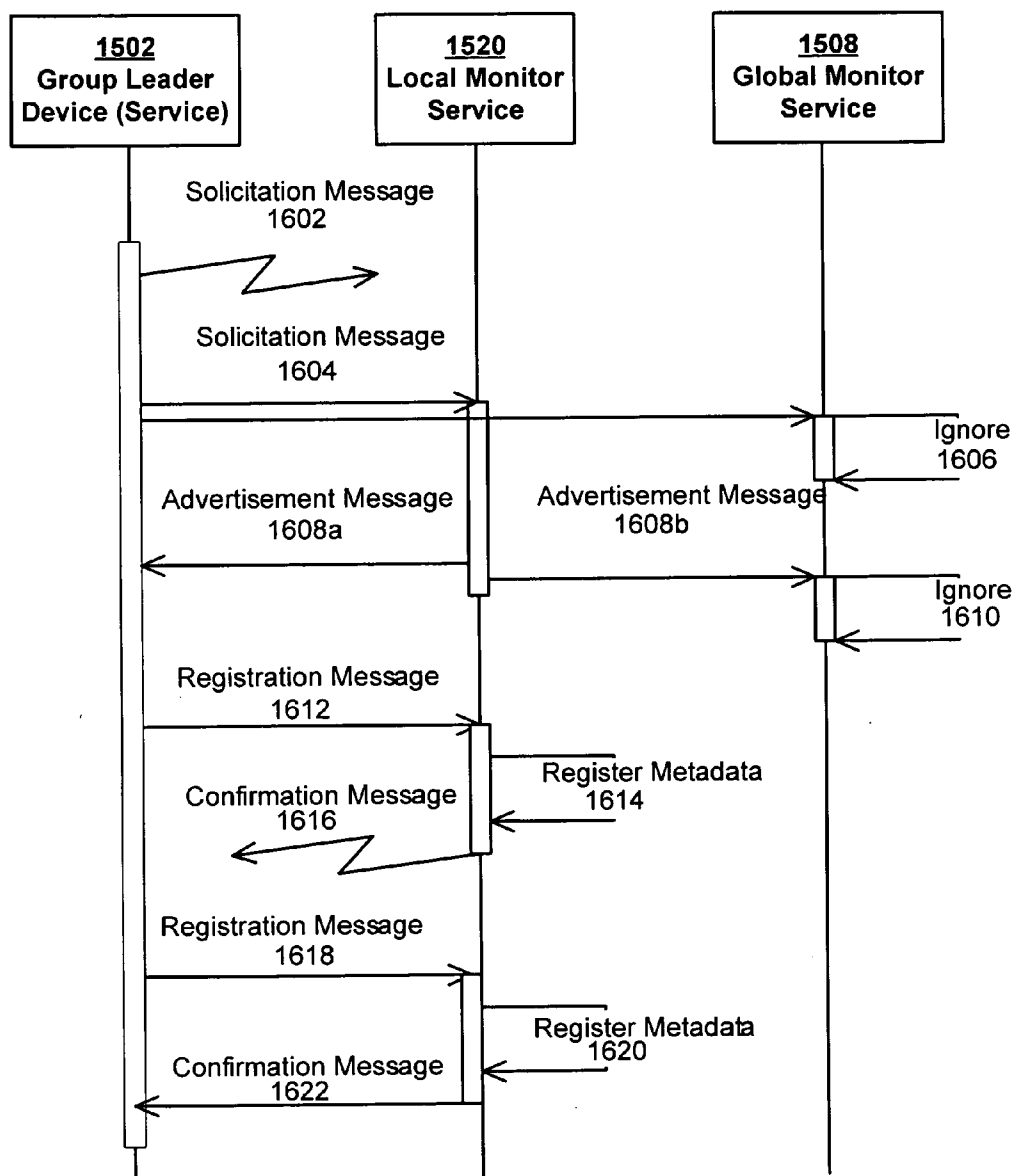 1502
Group Leader
Device (Service)
1520
Local Monitor
Service
1508
Global Monitor
Service
Solicitation Message
1602
Solicitation Message
1604
Ignore
1606
Advertisement Message
1608a
Advertisement Message
1608b
Ignore
1610
Registration Message
1612
Register Metadata
1614
Confirmation Message
1616
Registration Message
1618
Register Metadata
1620
Confirmation Message
1622